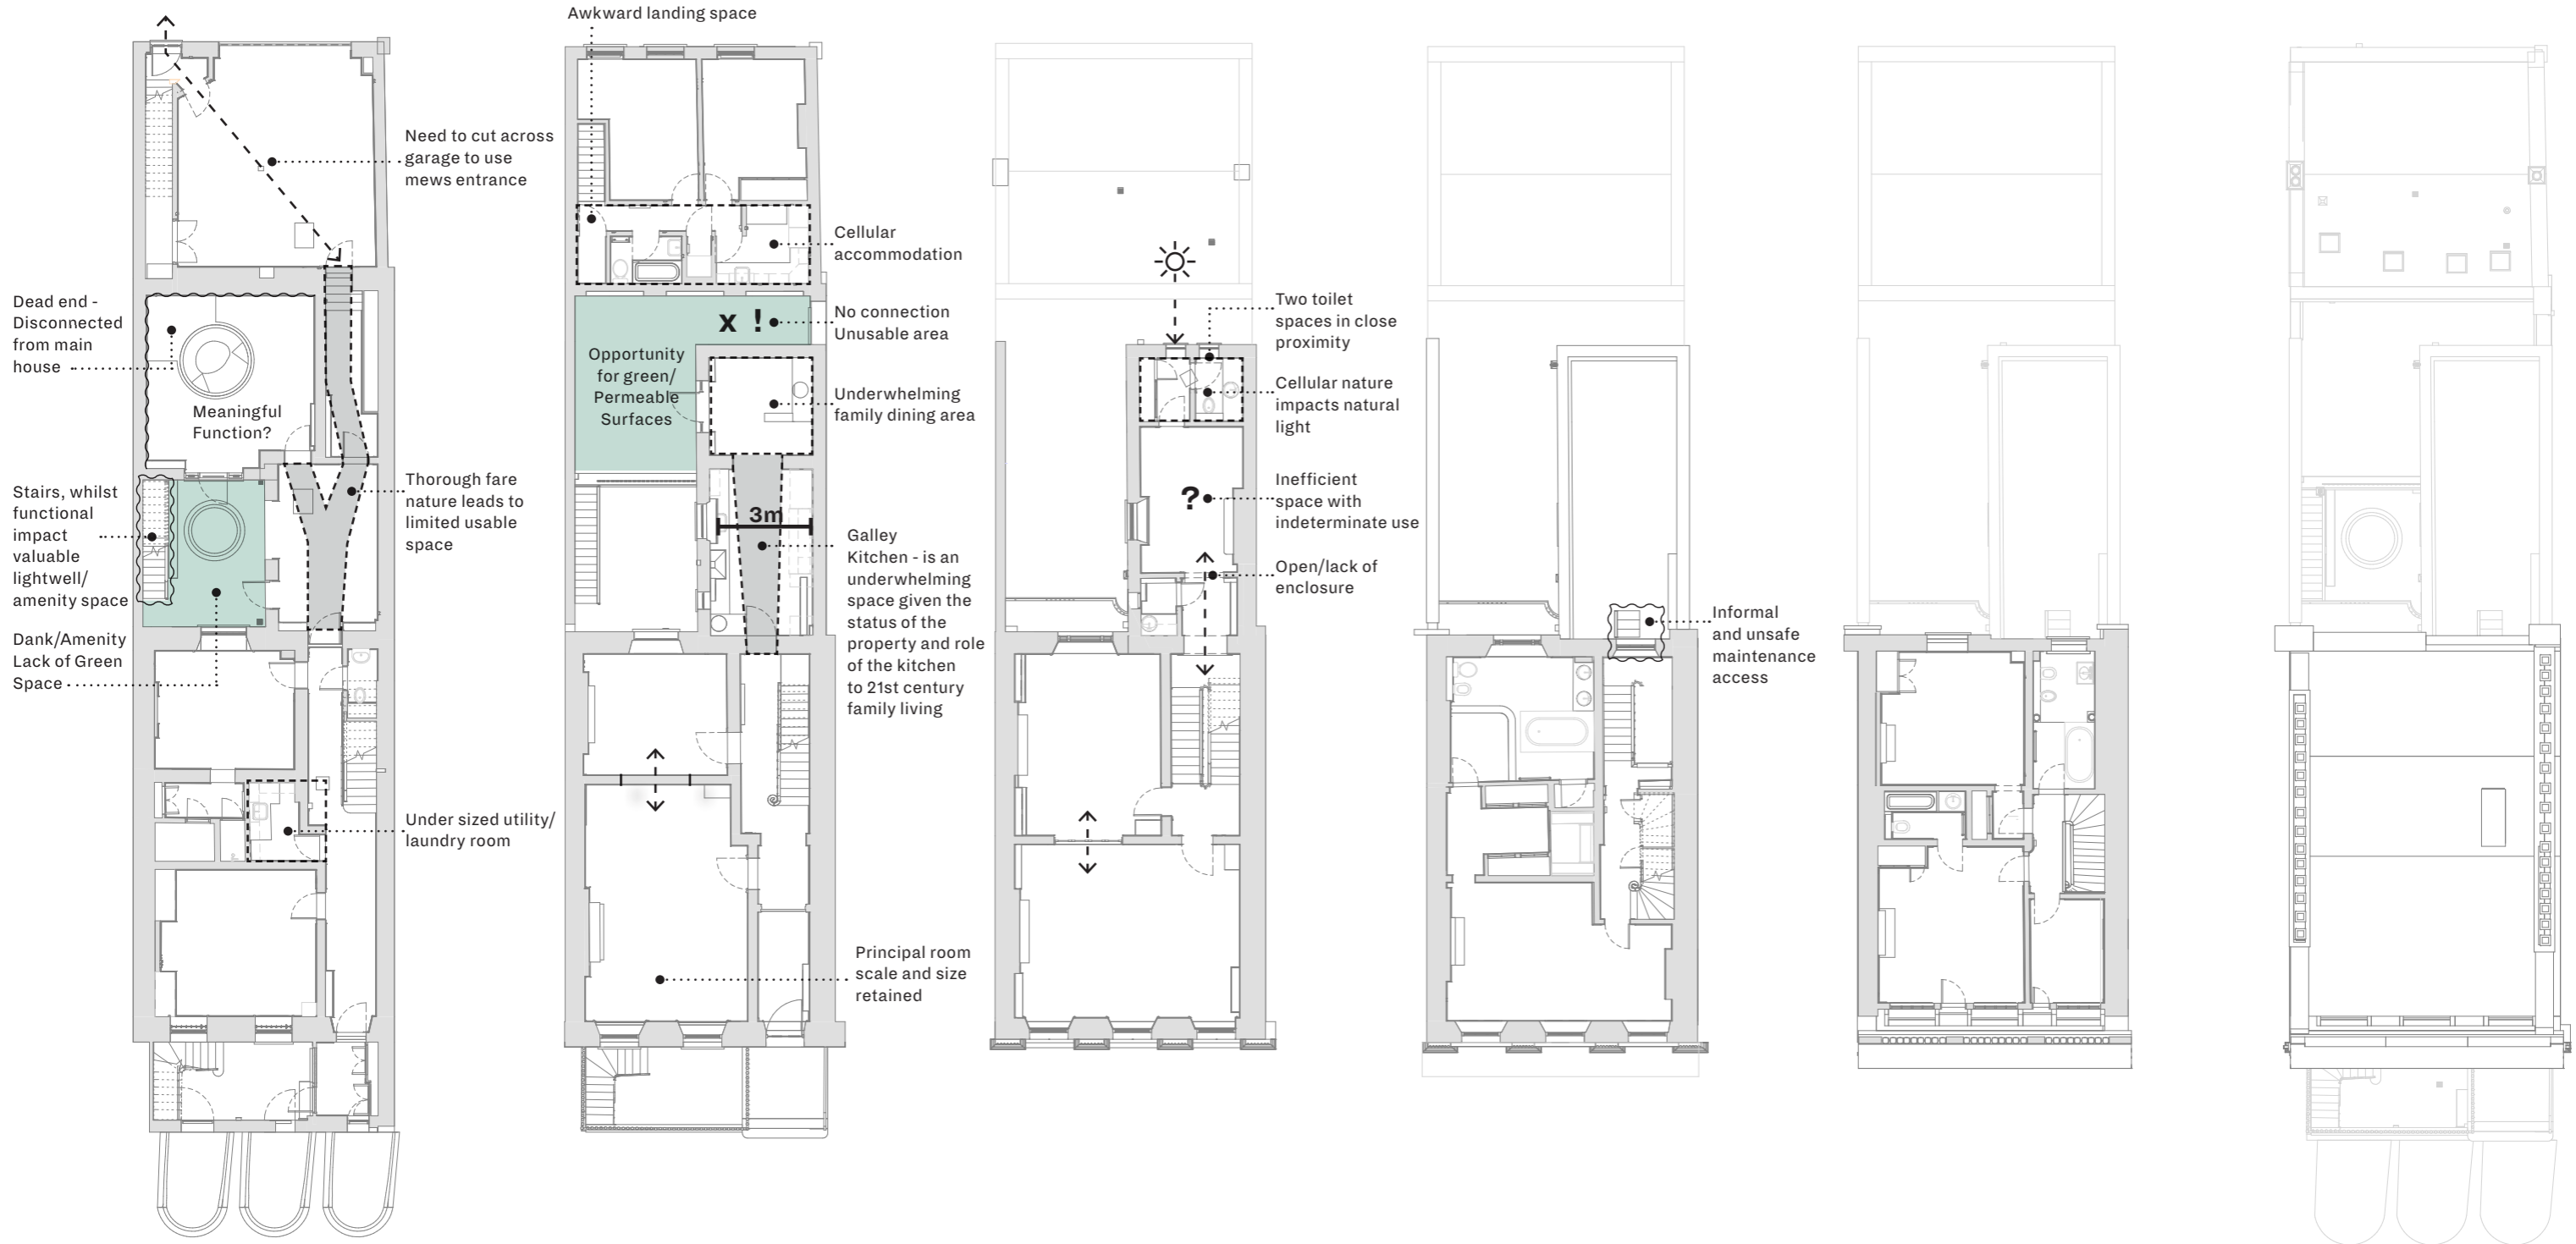 Awkward landing space
Need to cut across
garage to use
mews entrance
Cellular
accommodation
Dead end -
Disconnected
from main
house
Meaningful
Function?
x !
No connection
Unusable area
Opportunity
for green/
Permeable
Surfaces
Underwhelming
family dining area
Two toilet
spaces in close
proximity
Cellular nature
impacts natural
light
Stairs, whilst
functional
impact
valuable
lightwell/
amenity space
Thorough fare
nature leads to
limited usable
space
3m
Galley
Kitchen - is an
underwhelming
space given the
status of the
property and role
of the kitchen
to 21st century
family living
?
Inefficient
space with
indeterminate use
Open/lack of
enclosure
Informal
and unsafe
maintenance
access
Dank/Amenity
Lack of Green
Space
Under sized utility/
laundry room
Principal room
scale and size
retained